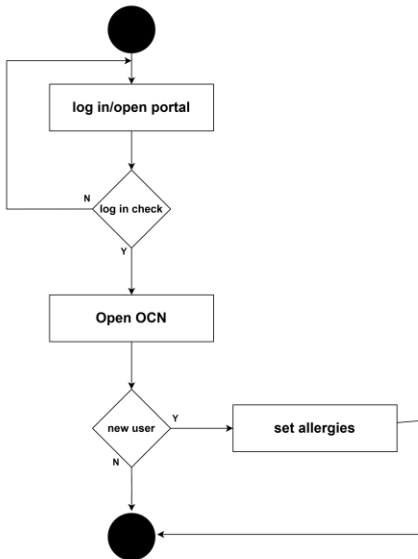 log in/open portal
N
log in check
Y
Open OCN
new user
Y
set allergies
N